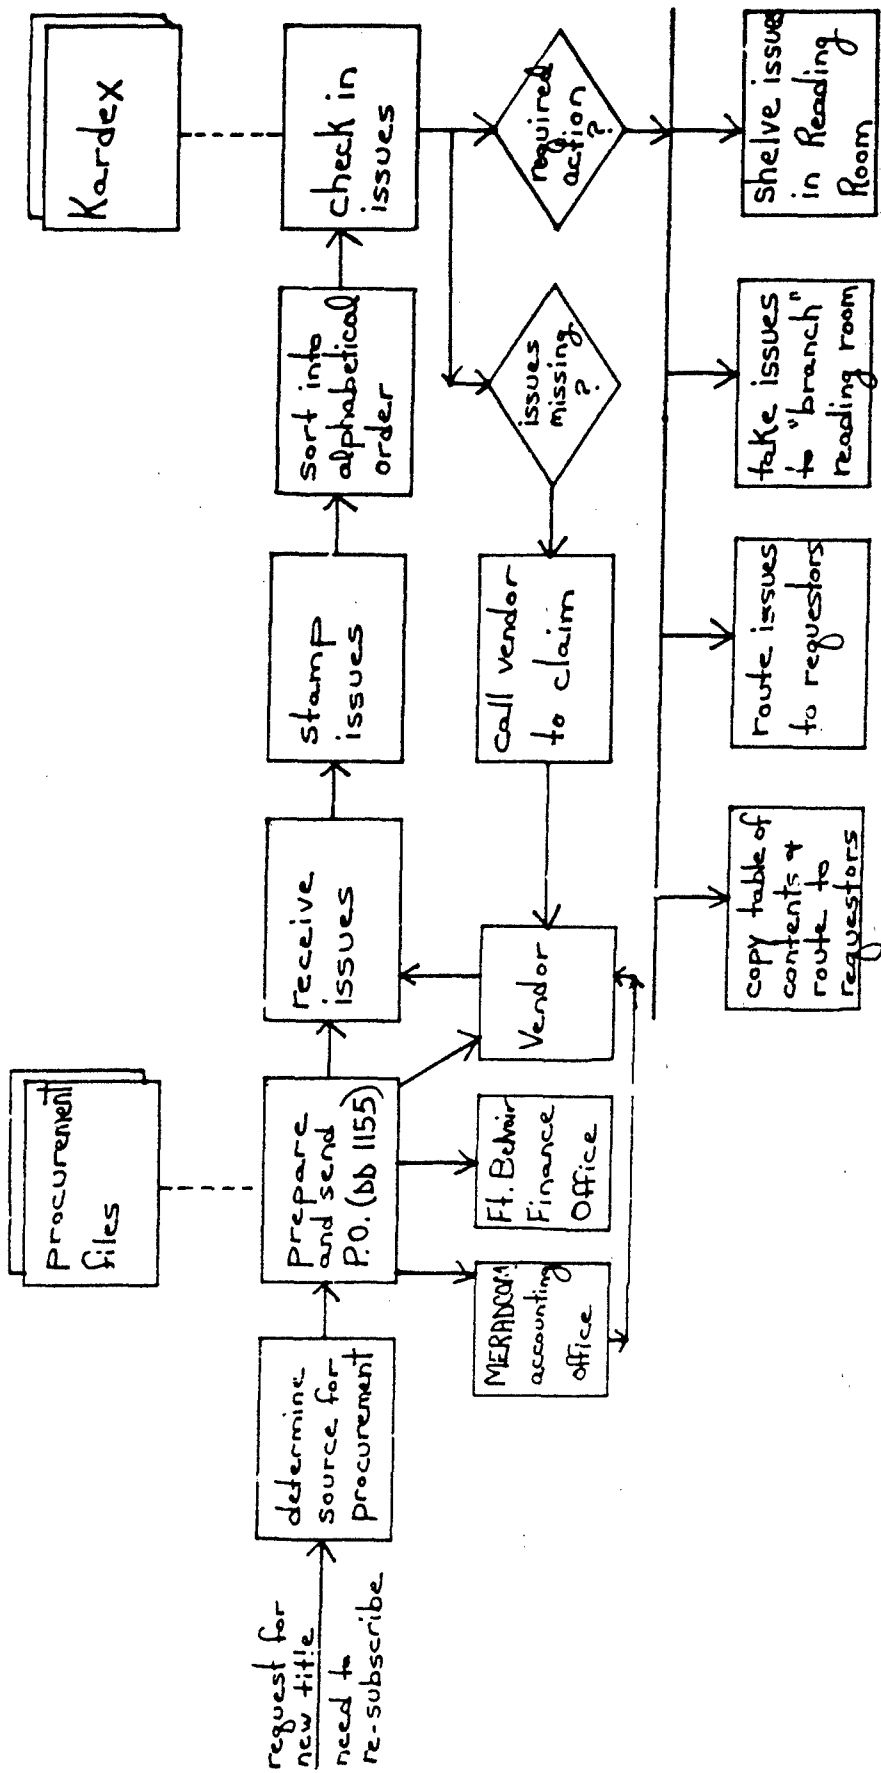 request for
new title
need to
re-subscribe
determine
source for
procurement
procurement
files
prepare
and send
P.O. (DD 1155)
MERADCOM
accounting
office
Ft. Belvoir
Finance
Office
Vendor
receive
issues
stamp
issues
sort into
alphabetical
order
Kardex
check in
issues
call vendor
to claim
issues
missing
?
required
action
?
copy table of
contents &
route to
requestors
route issues
to requestors
take issues
to "branch"
reading room
shelve issues
in Reading
Room